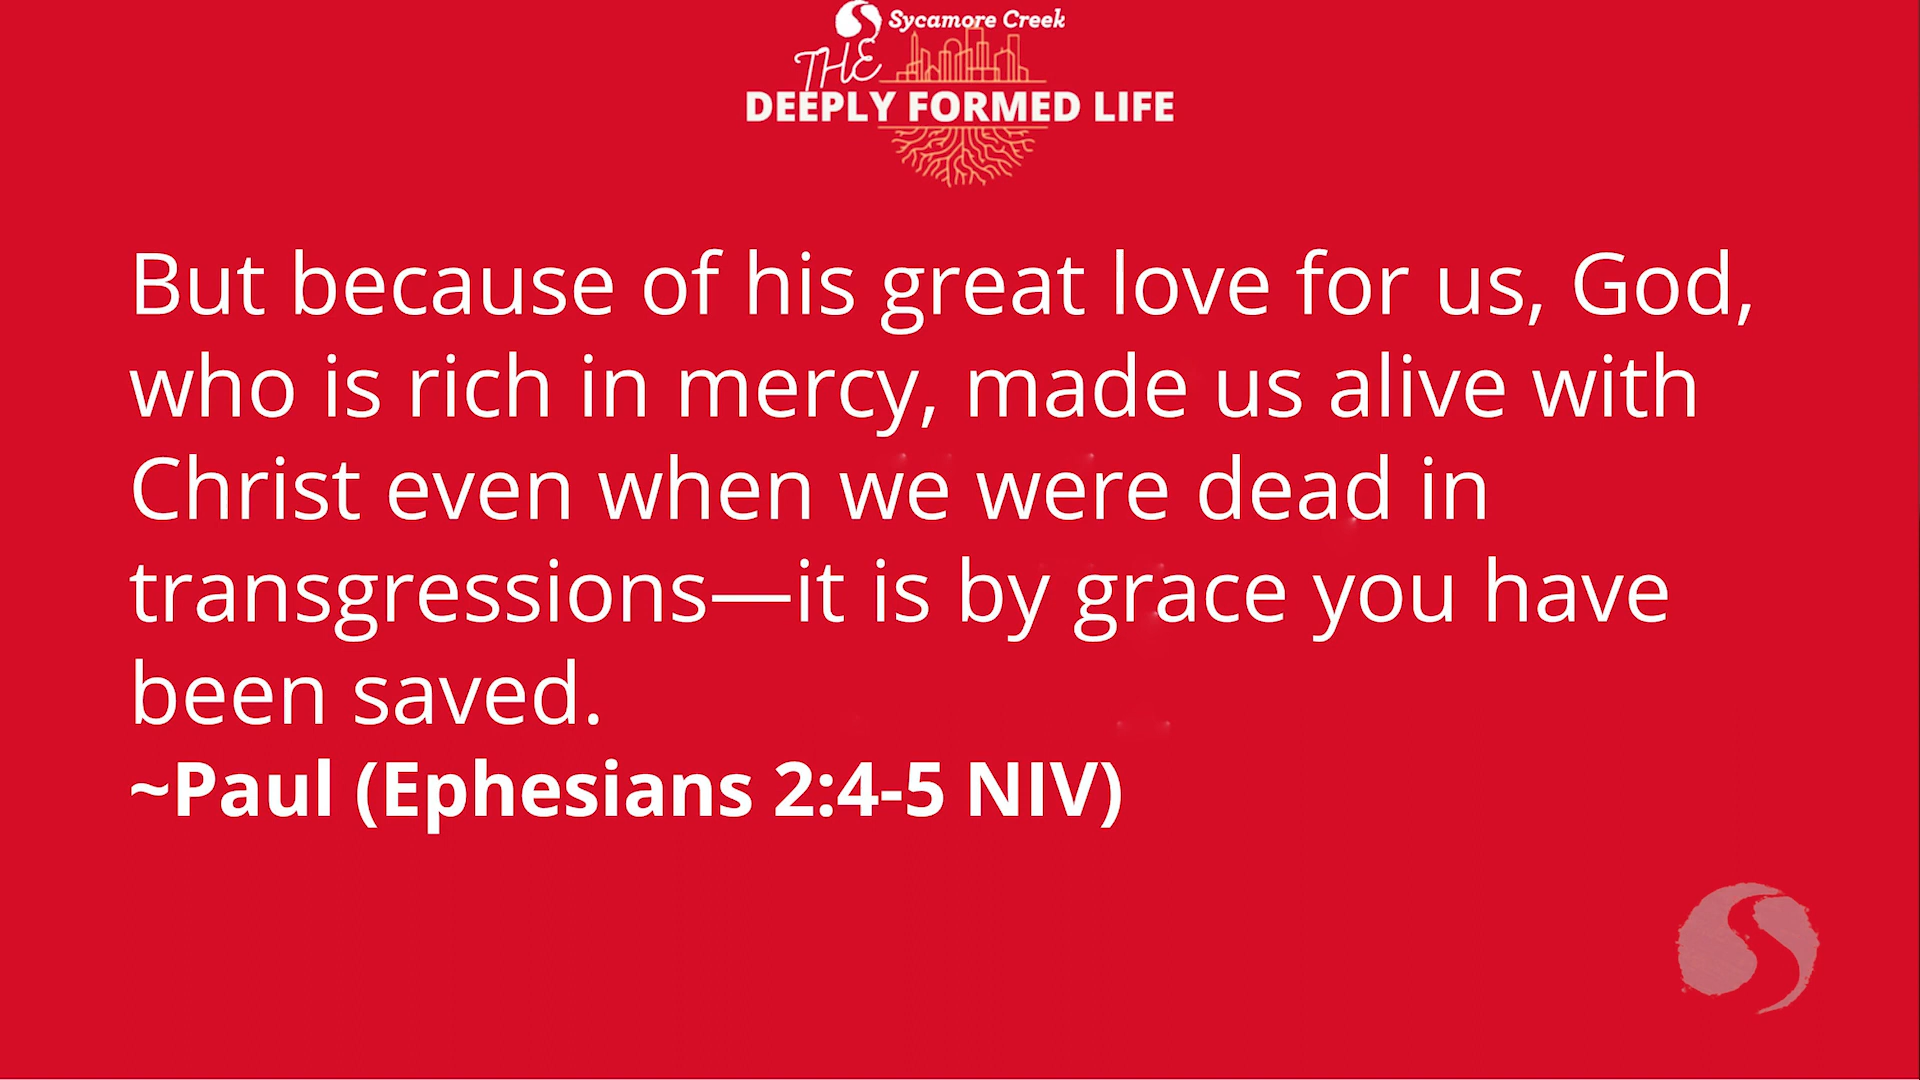 Sycamore Creek
THE
DEEPLY FORMED LIFE
But because of his great love for us, God,
who is rich in mercy, made us alive with
Christ even when we were dead in
transgressions—it is by grace you have
been saved.
~Paul (Ephesians 2:4-5 NIV)